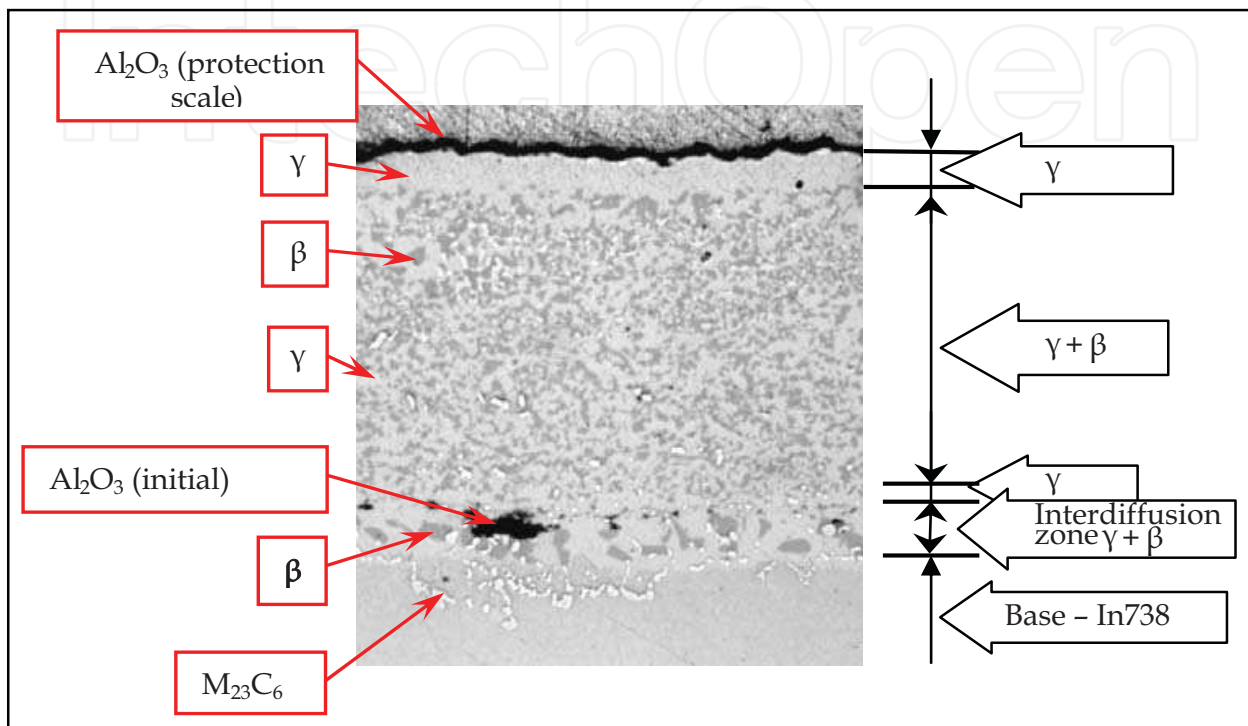 IntechOpen
Al₂O₃ (protection
scale)
γ
β
γ
Al₂O₃ (initial)
β
M₂₃C₆
γ
γ + β
γ
Interdiffusion
zone γ + β
Base – In738